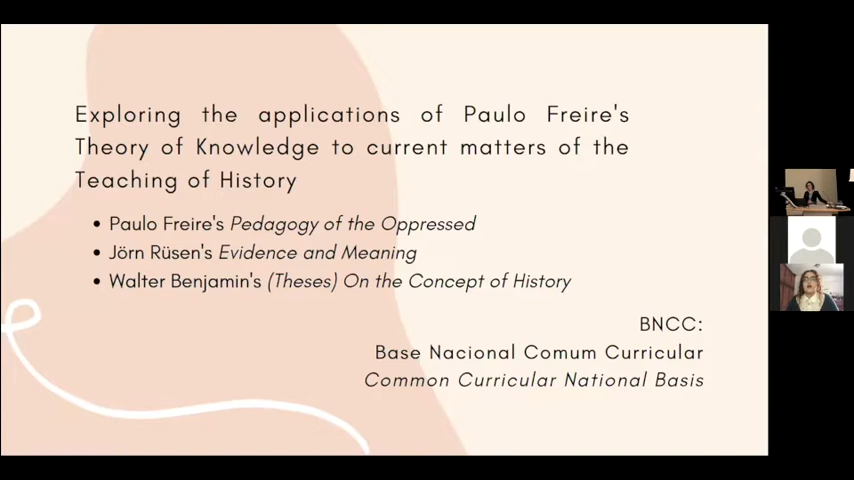 Exploring the applications of Paulo Freire's
Theory of Knowledge to current matters of the
Teaching of History
• Paulo Freire's Pedagogy of the Oppressed
• Jörn Rüsen's Evidence and Meaning
• Walter Benjamin's (Theses) On the Concept of History
BNCC:
Base Nacional Comum Curricular
Common Curricular National Basis